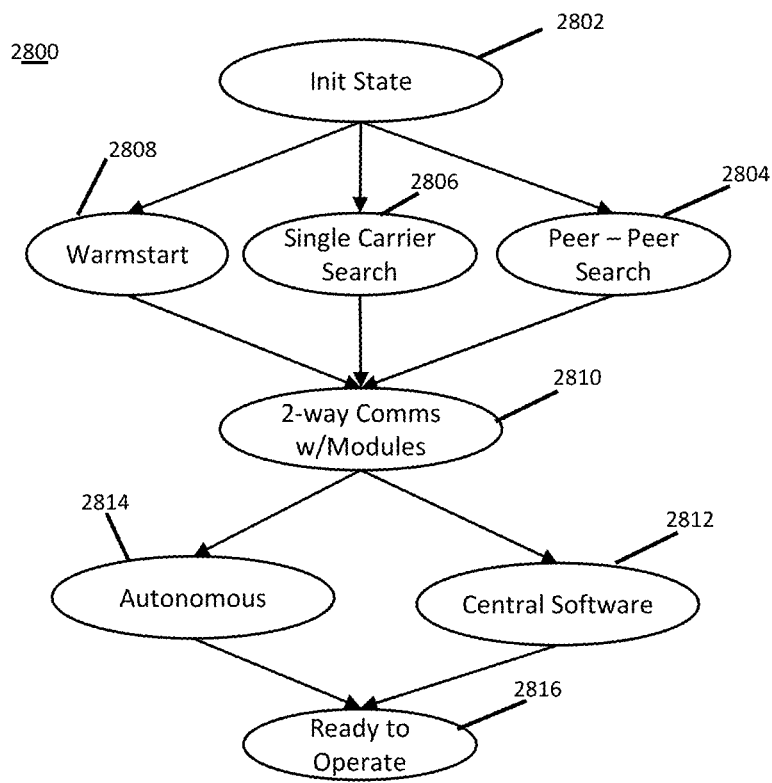 2800
2802
Init State
2808
2806
2804
Warmstart
Single Carrier
Search
Peer – Peer
Search
2810
2-way Comms
w/Modules
2814
2812
Autonomous
Central Software
2816
Ready to
Operate